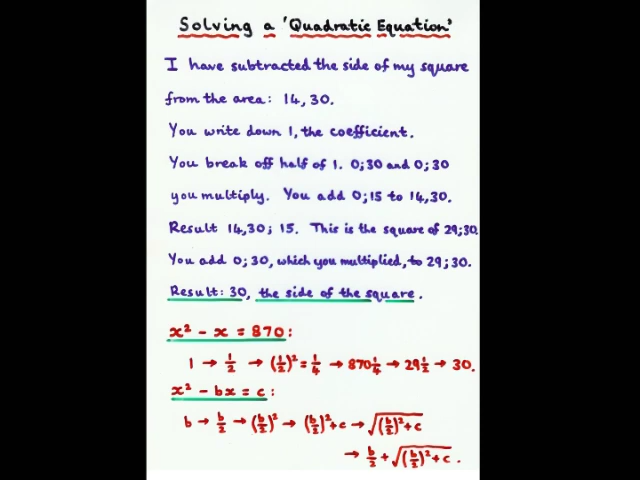 Solving a 'Quadratic Equation'
I have subtracted the side of my square
from the area: 14,30.
You write down 1, the coefficient.
You break off half of 1. 0;30 and 0;30
you multiply. You add 0;15 to 14,30.
Result 14,30; 15. This is the square of 29;30.
You add 0;30, which you multiplied, to 29;30.
Result: 30, the side of the square.
x² - x = 870:
1 → 1/2 → (1/2)² = 1/4 → 870 1/4 → 29 1/2 → 30.
x² - bx = c:
b → b/2 → (b/2)² → (b/2)² + c → √((b/2)² + c)
→ b/2 + √((b/2)² + c).